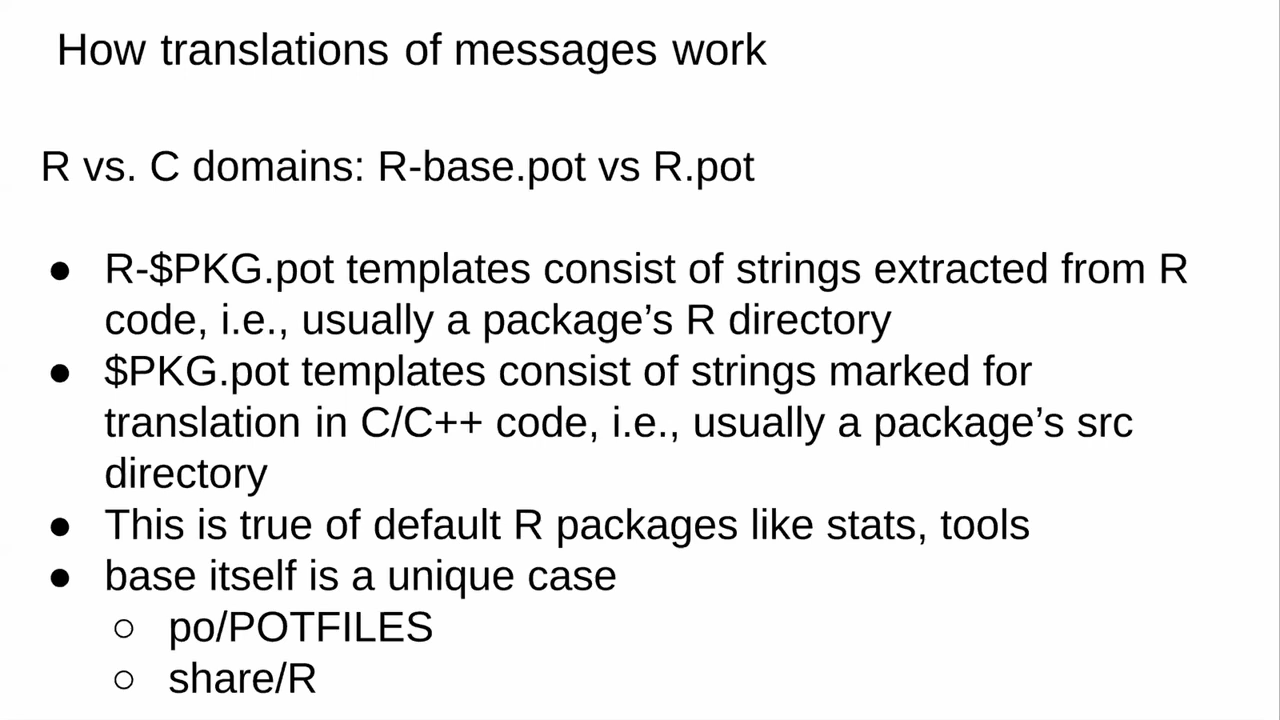 How translations of messages work
R vs. C domains: R-base.pot vs R.pot
● R-$PKG.pot templates consist of strings extracted from R
code, i.e., usually a package’s R directory
● $PKG.pot templates consist of strings marked for
translation in C/C++ code, i.e., usually a package’s src
directory
● This is true of default R packages like stats, tools
● base itself is a unique case
○ po/POTFILES
○ share/R